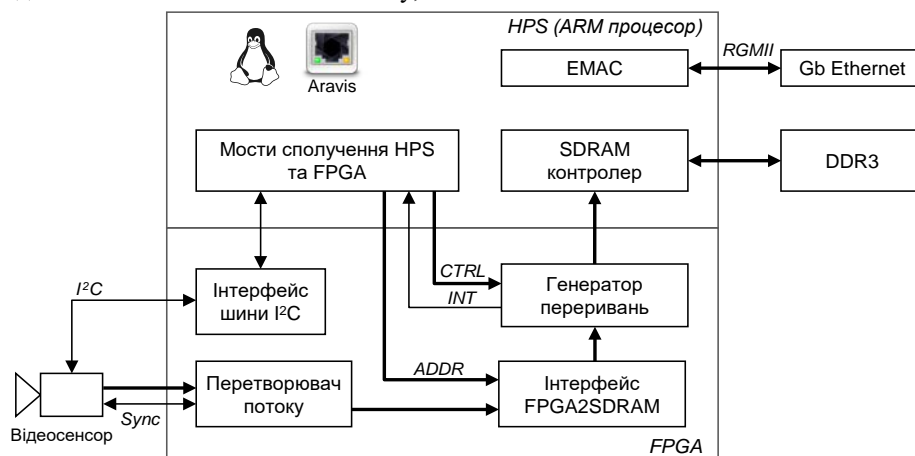 HPS (ARM процесор)
RGMII
EMAC
Gb Ethernet
Aravis
Мости сполучення HPS
та FPGA
SDRAM
контролер
DDR3
I²C
CTRL
INT
Інтерфейс
шини I²C
Генератор
переривань
ADDR
Перетворювач
потоку
Інтерфейс
FPGA2SDRAM
Sync
Відеосенсор
FPGA